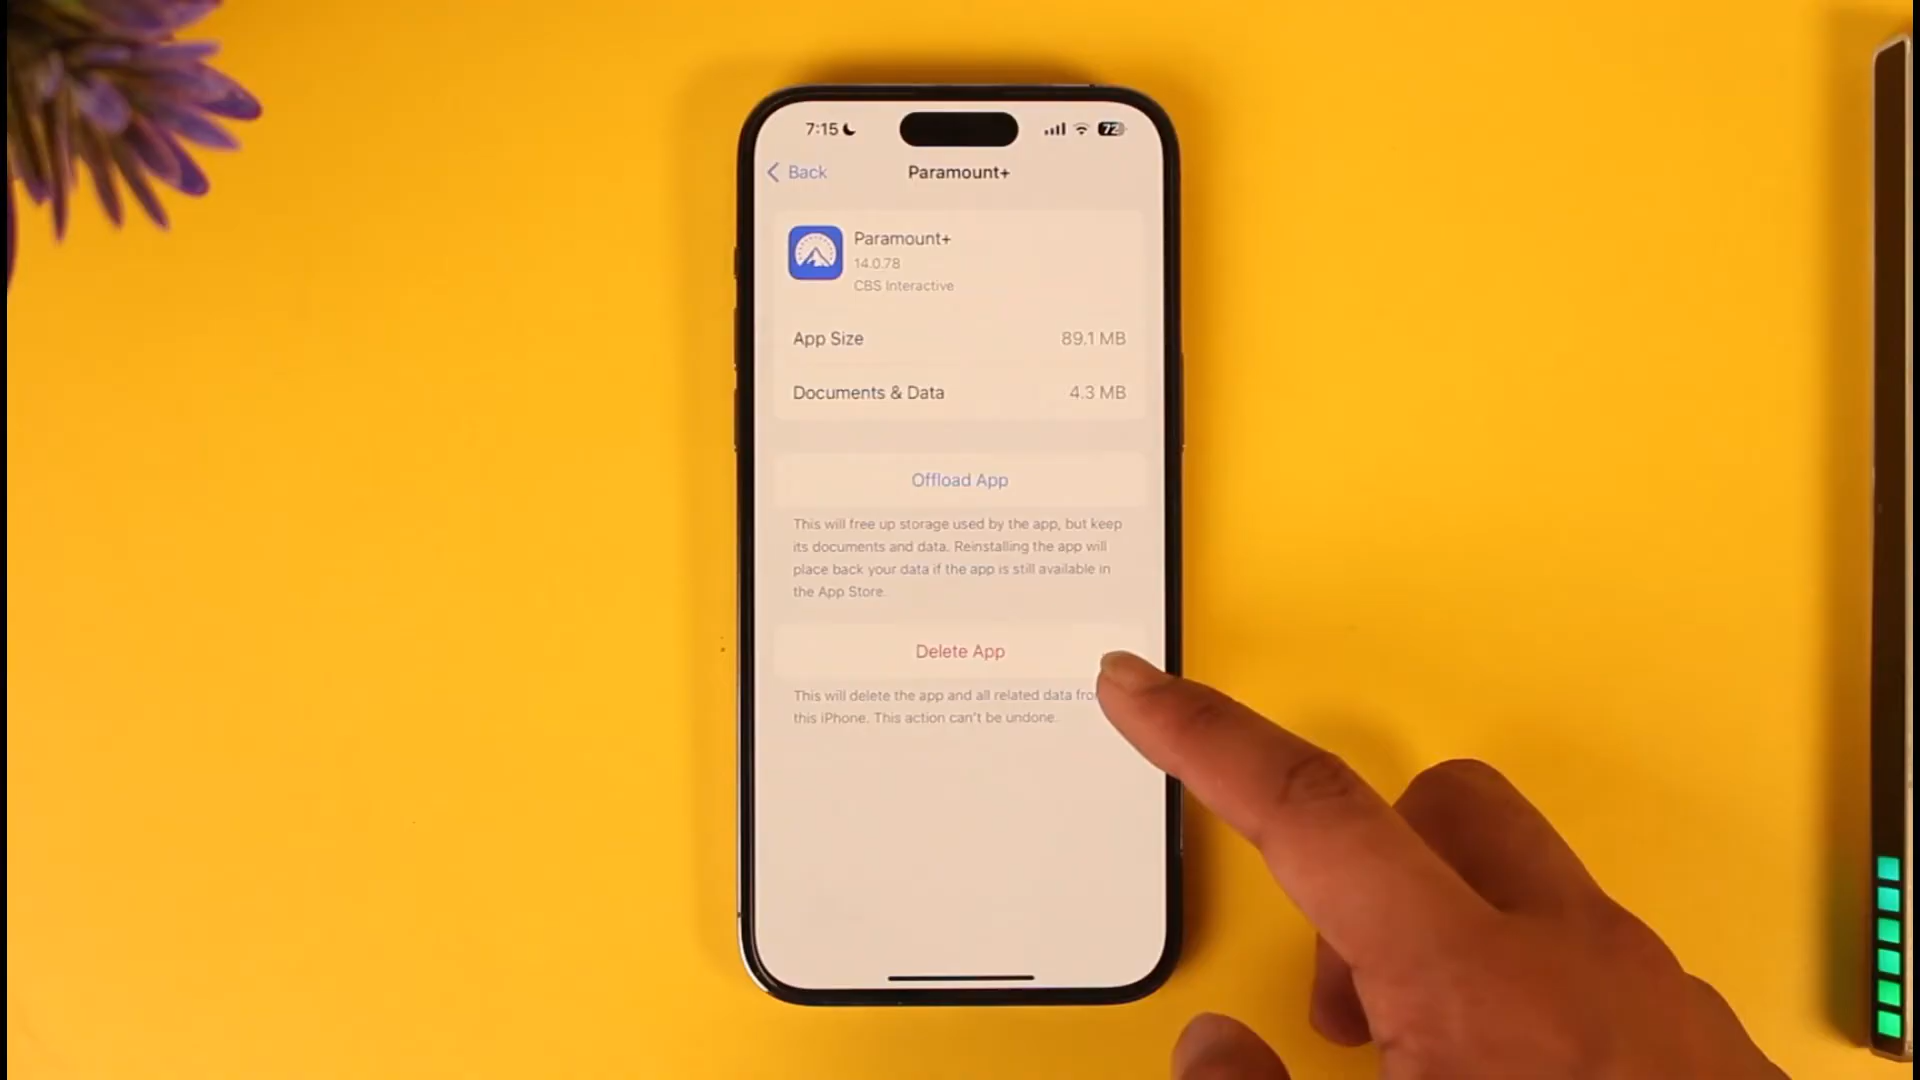 7:15
72
Back
Paramount+
Paramount+
14.0.78
CBS Interactive
App Size 89.1 MB
Documents & Data 4.3 MB
Offload App
This will free up storage used by the app, but keep
its documents and data. Reinstalling the app will
place back your data if the app is still available in
the App Store.
Delete App
This will delete the app and all related data
this iPhone. This action can't be undone.